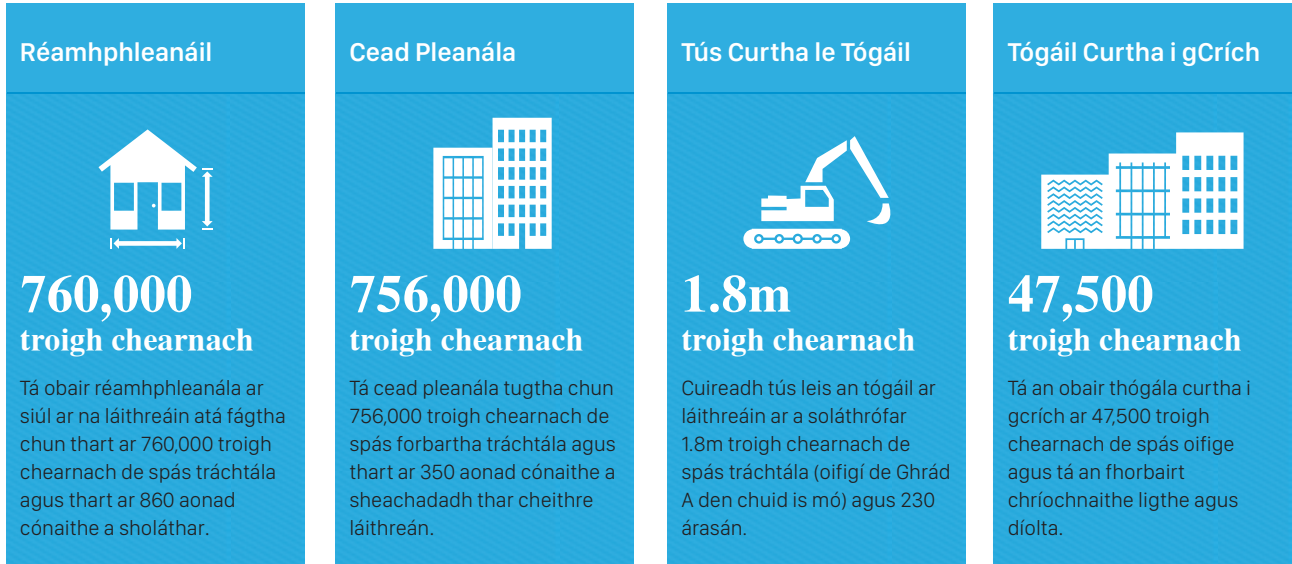 Réamhphleanáil
760,000
troigh chearnach
Tá obair réamhphleanála ar
siúl ar na láithreáin atá fágtha
chun thart ar 760,000 troigh
chearnach de spás tráchtála
agus thart ar 860 aonad
cónaithe a sholáthar.
Cead Pleanála
756,000
troigh chearnach
Tá cead pleanála tugtha chun
756,000 troigh chearnach de
spás forbartha tráchtála agus
thart ar 350 aonad cónaithe a
sheachadadh thar cheithre
láithreán.
Tús Curtha le Tógáil
1.8m
troigh chearnach
Cuireadh tús leis an tógáil ar
láithreáin ar a soláthrófar
1.8m troigh chearnach de
spás tráchtála (oifigí de Ghrád
A den chuid is mó) agus 230
árasán.
Tógáil Curtha i gCrích
47,500
troigh chearnach
Tá an obair thógála curtha i
gcrích ar 47,500 troigh
chearnach de spás oifige
agus tá an fhorbairt
chríochnaithe ligthe agus
díolta.